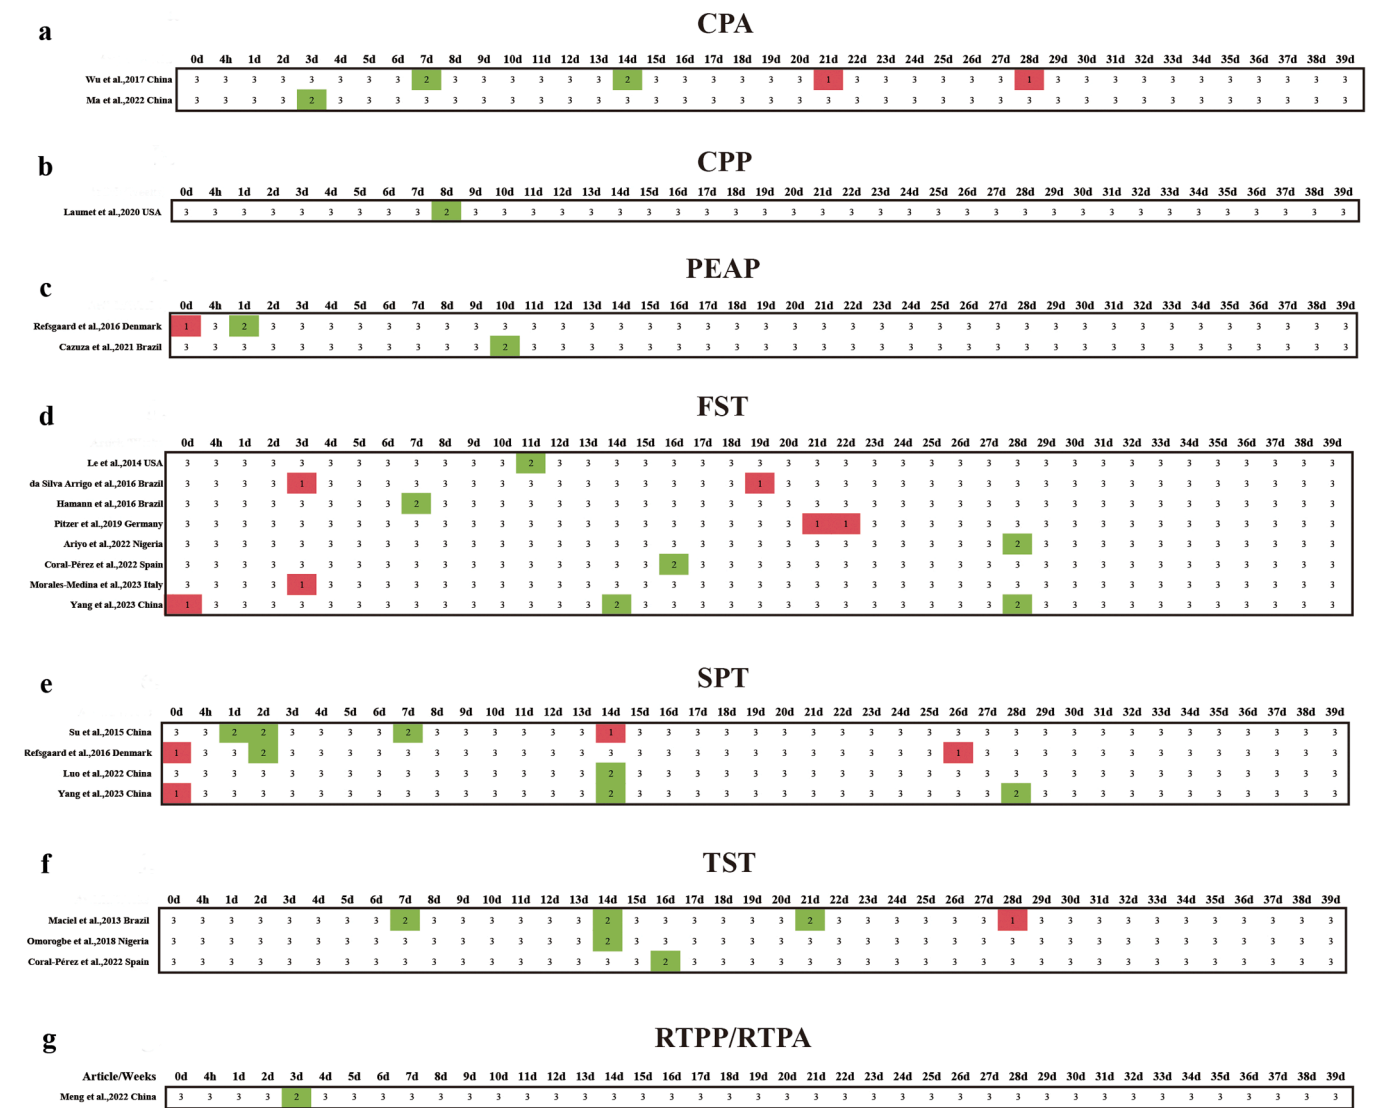 a
CPA
0d 4h 1d 2d 3d 4d 5d 6d 7d 8d 9d 10d 11d 12d 13d 14d 15d 16d 17d 18d 19d 20d 21d 22d 23d 24d 25d 26d 27d 28d 29d 30d 31d 32d 33d 34d 35d 36d 37d 38d 39d
Wu et al.,2017 China 3 3 3 3 3 3 3 3 2 3 3 3 3 3 3 2 3 3 3 3 3 3 1 3 3 3 3 3 3 1 3 3 3 3 3 3 3 3 3 3 3
Ma et al.,2022 China 3 3 3 3 2 3 3 3 3 3 3 3 3 3 3 3 3 3 3 3 3 3 3 3 3 3 3 3 3 3 3 3 3 3 3 3 3 3 3 3 3
b
CPP
0d 4h 1d 2d 3d 4d 5d 6d 7d 8d 9d 10d 11d 12d 13d 14d 15d 16d 17d 18d 19d 20d 21d 22d 23d 24d 25d 26d 27d 28d 29d 30d 31d 32d 33d 34d 35d 36d 37d 38d 39d
Laumet et al.,2020 USA 3 3 3 3 3 3 3 3 3 2 3 3 3 3 3 3 3 3 3 3 3 3 3 3 3 3 3 3 3 3 3 3 3 3 3 3 3 3 3 3 3
PEAP
c
0d 4h 1d 2d 3d 4d 5d 6d 7d 8d 9d 10d 11d 12d 13d 14d 15d 16d 17d 18d 19d 20d 21d 22d 23d 24d 25d 26d 27d 28d 29d 30d 31d 32d 33d 34d 35d 36d 37d 38d 39d
Refsgaard et al.,2016 Denmark 1 3 2 3 3 3 3 3 3 3 3 3 3 3 3 3 3 3 3 3 3 3 3 3 3 3 3 3 3 3 3 3 3 3 3 3 3 3 3 3 3
Cazuza et al.,2021 Brazil 3 3 3 3 3 3 3 3 3 3 3 2 3 3 3 3 3 3 3 3 3 3 3 3 3 3 3 3 3 3 3 3 3 3 3 3 3 3 3 3 3
d
FST
0d 4h 1d 2d 3d 4d 5d 6d 7d 8d 9d 10d 11d 12d 13d 14d 15d 16d 17d 18d 19d 20d 21d 22d 23d 24d 25d 26d 27d 28d 29d 30d 31d 32d 33d 34d 35d 36d 37d 38d 39d
Le et al.,2014 USA 3 3 3 3 3 3 3 3 3 3 3 3 2 3 3 3 3 3 3 3 3 3 3 3 3 3 3 3 3 3 3 3 3 3 3 3 3 3 3 3 3
da Silva Arrigo et al.,2016 Brazil 3 3 3 3 1 3 3 3 3 3 3 3 3 3 3 3 3 3 3 3 1 3 3 3 3 3 3 3 3 3 3 3 3 3 3 3 3 3 3 3 3
Hamann et al.,2016 Brazil 3 3 3 3 3 3 3 3 2 3 3 3 3 3 3 3 3 3 3 3 3 3 3 3 3 3 3 3 3 3 3 3 3 3 3 3 3 3 3 3 3
Pitzer et al.,2019 Germany 3 3 3 3 3 3 3 3 3 3 3 3 3 3 3 3 3 3 3 3 3 3 1 1 3 3 3 3 3 3 3 3 3 3 3 3 3 3 3 3 3
Ariyo et al.,2022 Nigeria 3 3 3 3 3 3 3 3 3 3 3 3 3 3 3 3 3 3 3 3 3 3 3 3 3 3 3 3 3 2 3 3 3 3 3 3 3 3 3 3 3
Coral-Pérez et al.,2022 Spain 3 3 3 3 3 3 3 3 3 3 3 3 3 3 3 3 3 2 3 3 3 3 3 3 3 3 3 3 3 3 3 3 3 3 3 3 3 3 3 3 3
Morales-Medina et al.,2023 Italy 3 3 3 3 1 3 3 3 3 3 3 3 3 3 3 3 3 3 3 3 3 3 3 3 3 3 3 3 3 3 3 3 3 3 3 3 3 3 3 3 3
Yang et al.,2023 China 1 3 3 3 3 3 3 3 3 3 3 3 3 3 3 2 3 3 3 3 3 3 3 3 3 3 3 3 3 2 3 3 3 3 3 3 3 3 3 3 3
e
SPT
0d 4h 1d 2d 3d 4d 5d 6d 7d 8d 9d 10d 11d 12d 13d 14d 15d 16d 17d 18d 19d 20d 21d 22d 23d 24d 25d 26d 27d 28d 29d 30d 31d 32d 33d 34d 35d 36d 37d 38d 39d
Su et al.,2015 China 3 3 2 2 3 3 3 3 2 3 3 3 3 3 3 1 3 3 3 3 3 3 3 3 3 3 3 3 3 3 3 3 3 3 3 3 3 3 3 3 3
Refsgaard et al.,2016 Denmark 1 3 3 2 3 3 3 3 3 3 3 3 3 3 3 3 3 3 3 3 3 3 3 3 3 3 3 1 3 3 3 3 3 3 3 3 3 3 3 3 3
Luo et al.,2022 China 3 3 3 3 3 3 3 3 3 3 3 3 3 3 3 2 3 3 3 3 3 3 3 3 3 3 3 3 3 3 3 3 3 3 3 3 3 3 3 3 3
Yang et al.,2023 China 1 3 3 3 3 3 3 3 3 3 3 3 3 3 3 2 3 3 3 3 3 3 3 3 3 3 3 3 3 2 3 3 3 3 3 3 3 3 3 3 3
f
TST
0d 4h 1d 2d 3d 4d 5d 6d 7d 8d 9d 10d 11d 12d 13d 14d 15d 16d 17d 18d 19d 20d 21d 22d 23d 24d 25d 26d 27d 28d 29d 30d 31d 32d 33d 34d 35d 36d 37d 38d 39d
Maciel et al.,2013 Brazil 3 3 3 3 3 3 3 3 2 3 3 3 3 3 3 2 3 3 3 3 3 3 2 3 3 3 3 3 3 1 3 3 3 3 3 3 3 3 3 3 3
Omorogbe et al.,2018 Nigeria 3 3 3 3 3 3 3 3 3 3 3 3 3 3 3 2 3 3 3 3 3 3 3 3 3 3 3 3 3 3 3 3 3 3 3 3 3 3 3 3 3
Coral-Pérez et al.,2022 Spain 3 3 3 3 3 3 3 3 3 3 3 3 3 3 3 3 3 2 3 3 3 3 3 3 3 3 3 3 3 3 3 3 3 3 3 3 3 3 3 3 3
g
RTPP/RTPA
Article/Weeks 0d 4h 1d 2d 3d 4d 5d 6d 7d 8d 9d 10d 11d 12d 13d 14d 15d 16d 17d 18d 19d 20d 21d 22d 23d 24d 25d 26d 27d 28d 29d 30d 31d 32d 33d 34d 35d 36d 37d 38d 39d
Meng et al.,2022 China 3 3 3 3 2 3 3 3 3 3 3 3 3 3 3 3 3 3 3 3 3 3 3 3 3 3 3 3 3 3 3 3 3 3 3 3 3 3 3 3 3